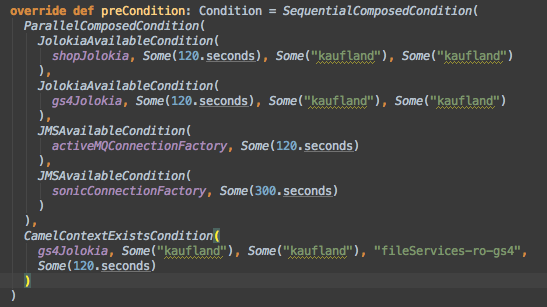 override def preCondition: Condition = SequentialComposedCondition(
ParallelComposedCondition(
JolokiaAvailableCondition(
shopJolokia, Some(120.seconds), Some("kaufland"), Some("kaufland")
),
JolokiaAvailableCondition(
gs4Jolokia, Some(120.seconds), Some("kaufland"), Some("kaufland")
),
JMSAvailableCondition(
activeMQConnectionFactory, Some(120.seconds)
),
JMSAvailableCondition(
sonicConnectionFactory, Some(300.seconds)
)
),
CamelContextExistsCondition(
gs4Jolokia, Some("kaufland"), Some("kaufland"), "fileServices-ro-gs4",
Some(120.seconds)
)
)